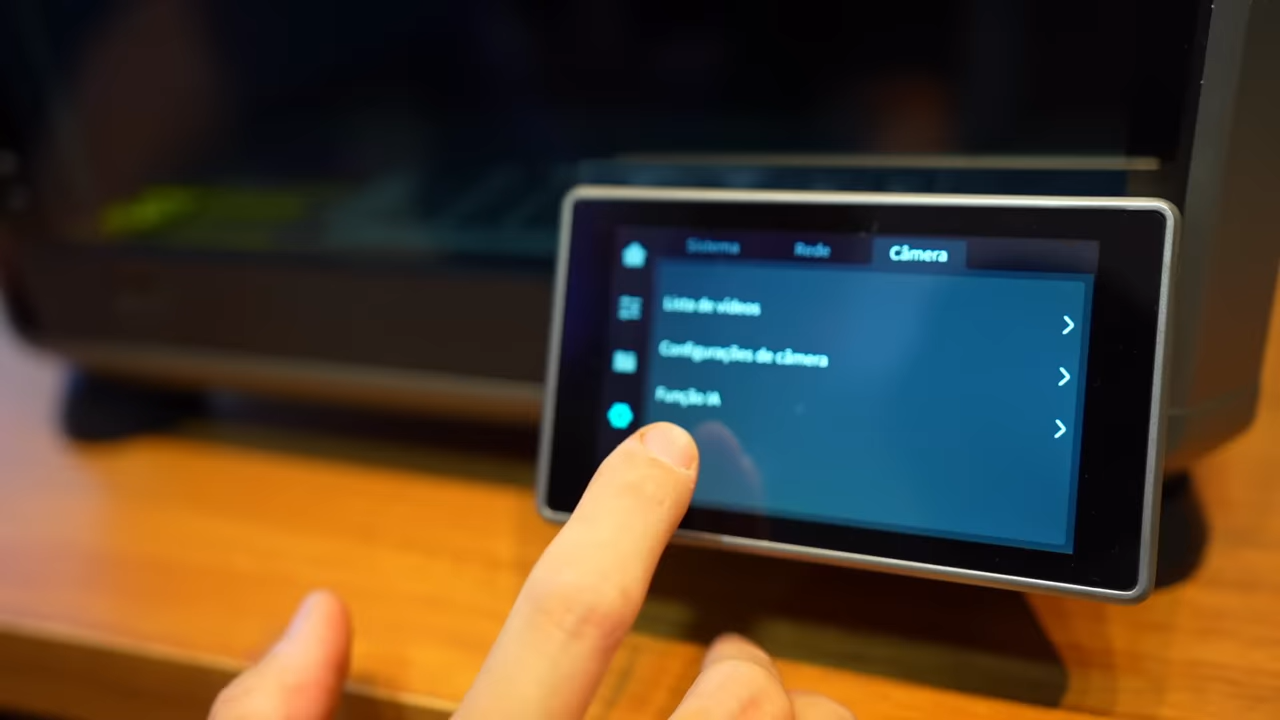 Sistema Rede Câmera
Lista de vídeos
Configurações de câmera
Função IA